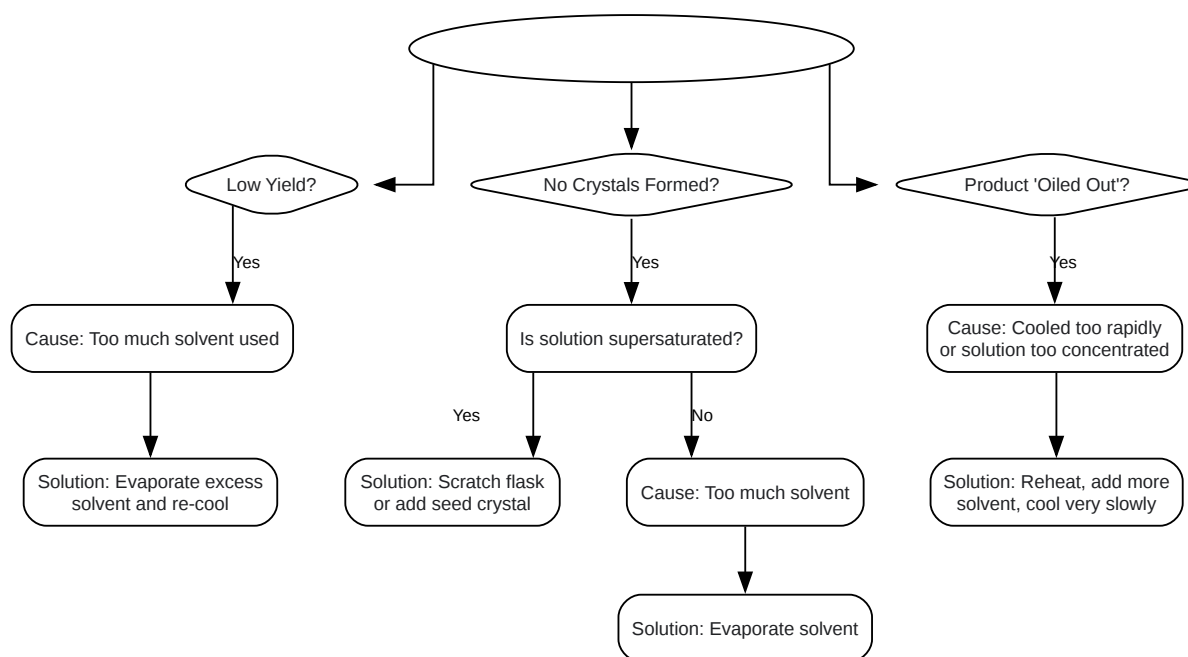 Low Yield?
No Crystals Formed?
Product 'Oiled Out'?
Yes
Yes
Yes
Cause: Too much solvent used
Is solution supersaturated?
Cause: Cooled too rapidly
or solution too concentrated
Yes
No
Solution: Evaporate excess
solvent and re-cool
Solution: Scratch flask
or add seed crystal
Cause: Too much solvent
Solution: Reheat, add more
solvent, cool very slowly
Solution: Evaporate solvent